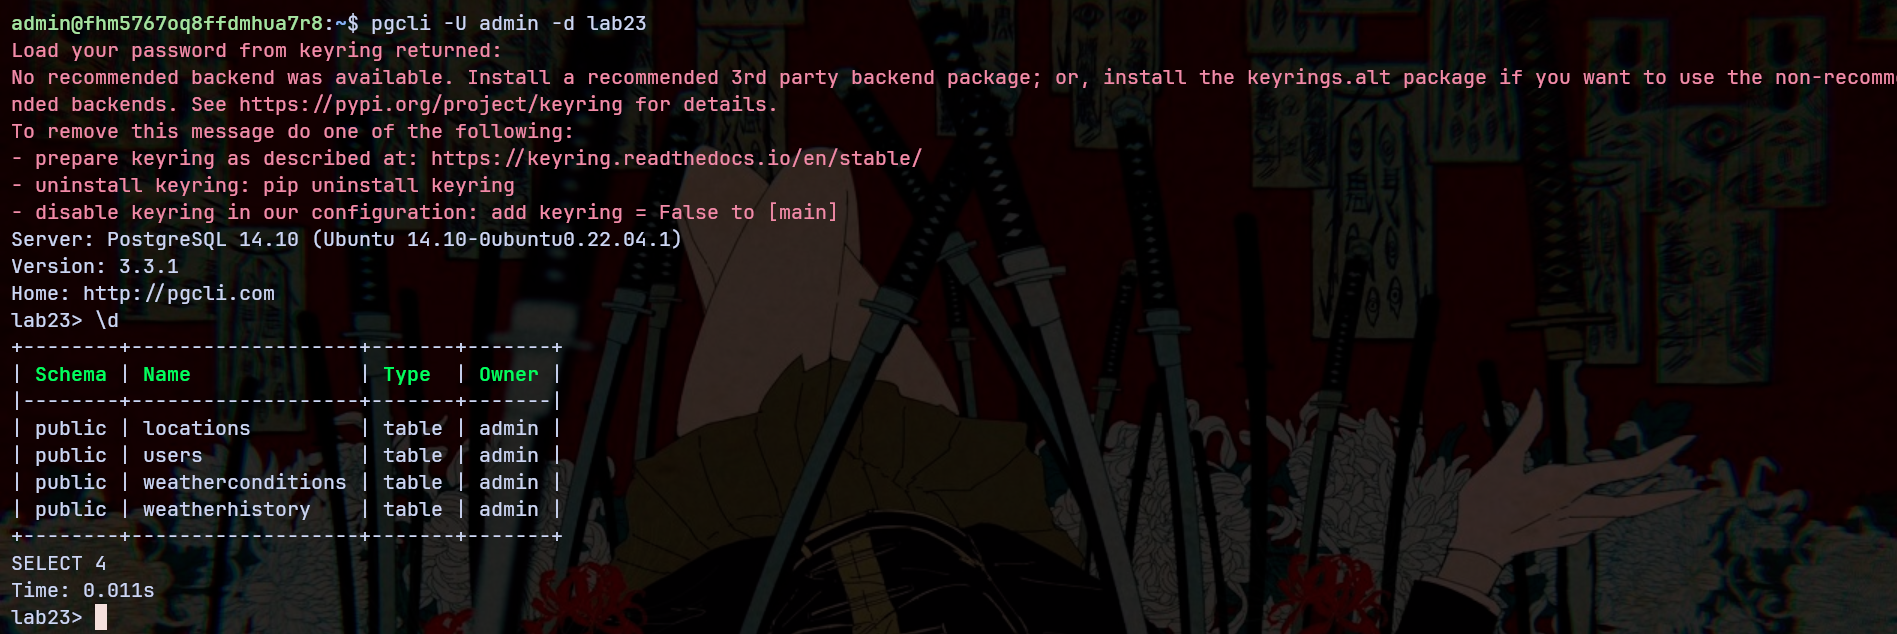 admin@fhm5767oq8ffdmhua7r8:~$ pgcli -U admin -d lab23
Load your password from keyring returned:
No recommended backend was available. Install a recommended 3rd party backend package; or, install the keyrings.alt package if you want to use the non-recomme
nded backends. See https://pypi.org/project/keyring for details.
To remove this message do one of the following:
- prepare keyring as described at: https://keyring.readthedocs.io/en/stable/
- uninstall keyring: pip uninstall keyring
- disable keyring in our configuration: add keyring = False to [main]
Server: PostgreSQL 14.10 (Ubuntu 14.10-0ubuntu0.22.04.1)
Version: 3.3.1
Home: http://pgcli.com
lab23> \d
+--------+-------------------+-------+-------+
| Schema | Name              | Type  | Owner |
|--------+-------------------+-------+-------|
| public | locations         | table | admin |
| public | users             | table | admin |
| public | weatherconditions | table | admin |
| public | weatherhistory    | table | admin |
+--------+-------------------+-------+-------+
SELECT 4
Time: 0.011s
lab23>